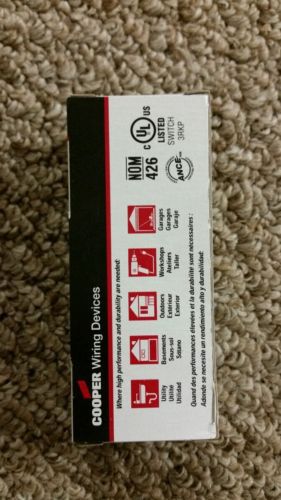 COOPER Wiring Devices
Where high performance and durability are needed:
Utility
Utilité
Utilidad
Basements
Sous-sol
Sótano
Outdoors
Exterieur
Exterior
Workshops
Ateliers
Taller
Garages
Garages
Garaje
Quand des performances élevées et la durabilité sont nécessaires :
Adonde se necesite un rendimiento alto y durabilidad:
NOM
426
C UL US
LISTED
SWITCH
3RKP
ANCE